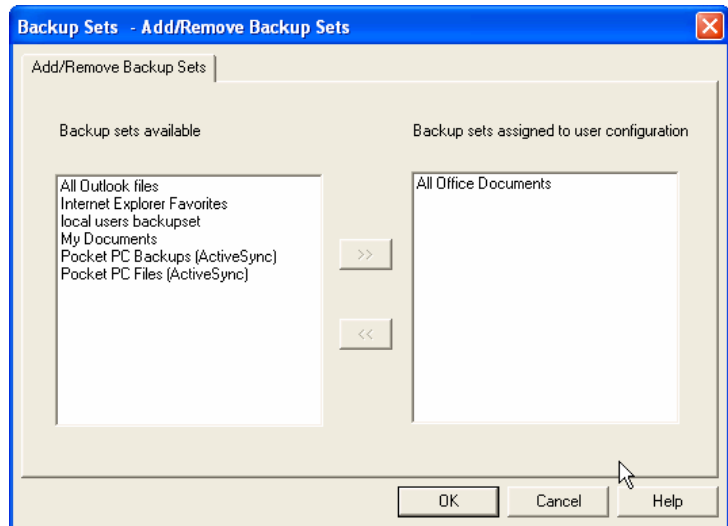 Backup Sets - Add/Remove Backup Sets
Add/Remove Backup Sets
Backup sets available
Backup sets assigned to user configuration
All Outlook files
Internet Explorer Favorites
local users backupset
My Documents
Pocket PC Backups (ActiveSync)
Pocket PC Files (ActiveSync)
All Office Documents
>>
<<
OK
Cancel
Help